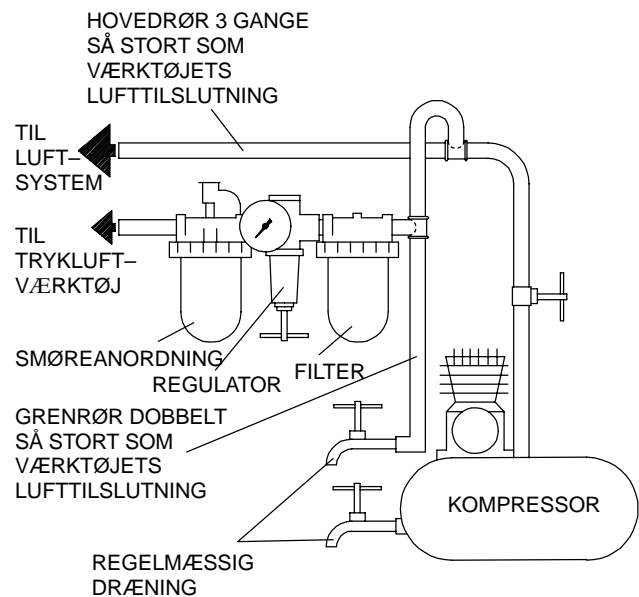 HOVEDRØR 3 GANGE
SÅ STORT SOM
VÆRKTØJETS
LUFTTILSLUTNING
TIL
LUFT–
SYSTEM
TIL
TRYKLUFT–
VÆRKTØJ
SMØREANORDNING
REGULATOR
FILTER
GRENRØR DOBBELT
SÅ STORT SOM
VÆRKTØJETS
LUFTTILSLUTNING
KOMPRESSOR
REGELMÆSSIG
DRÆNING